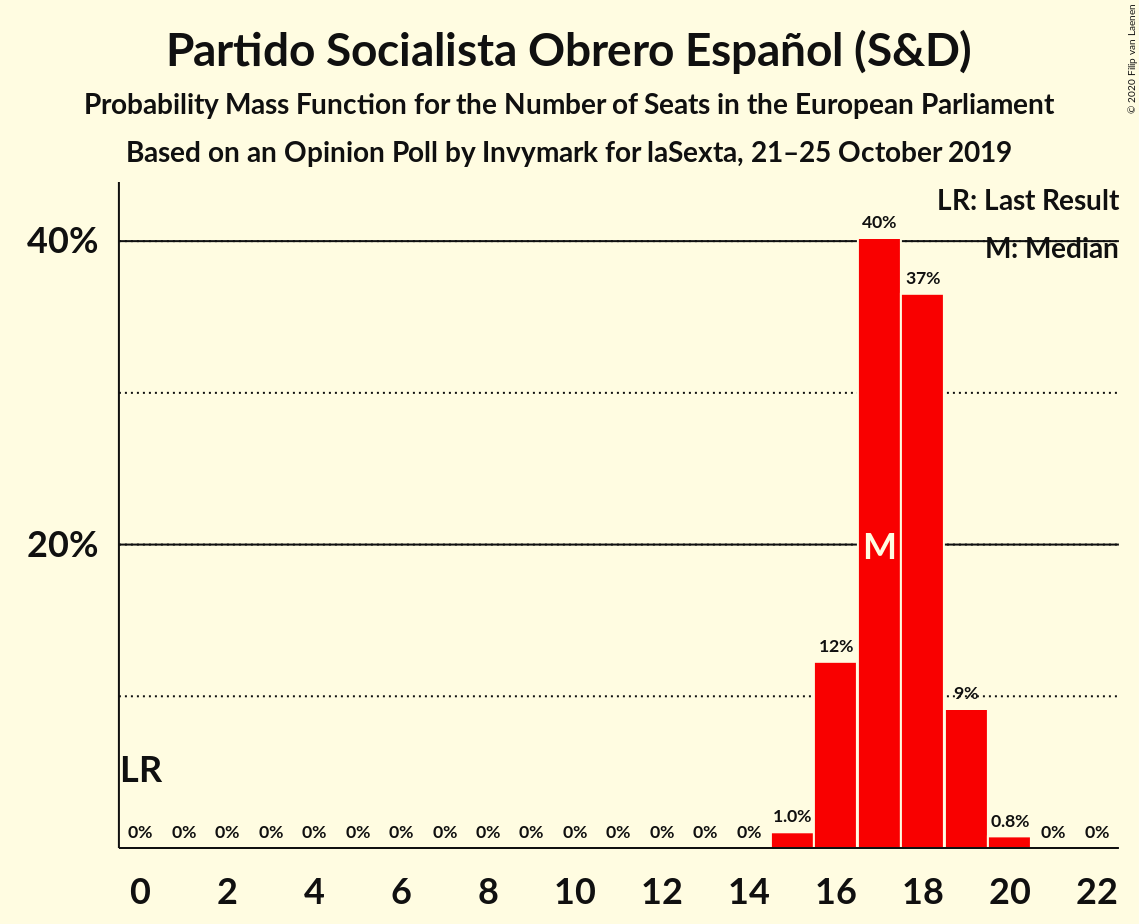 Partido Socialista Obrero Español (S&D)
Probability Mass Function for the Number of Seats in the European Parliament
Based on an Opinion Poll by Invymark for laSexta, 21–25 October 2019
© 2020 Filip van Laenen
LR: Last Result
M: Median
40%
20%
40%
37%
M
12%
9%
LR
0% 0% 0% 0% 0% 0% 0% 0% 0% 0% 0% 0% 0% 0% 0% 1.0% 0.8% 0% 0%
0 2 4 6 8 10 12 14 16 18 20 22